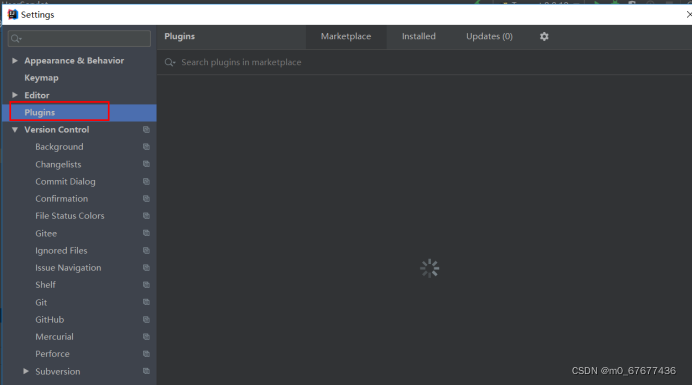 Settings
Plugins
Marketplace
Installed
Updates (0)
Search plugins in marketplace
Appearance & Behavior
Keymap
Editor
Plugins
Version Control
Background
Changelists
Commit Dialog
Confirmation
File Status Colors
Gitee
Ignored Files
Issue Navigation
Shelf
Git
GitHub
Mercurial
Perforce
Subversion
CSDN @m0_67677436